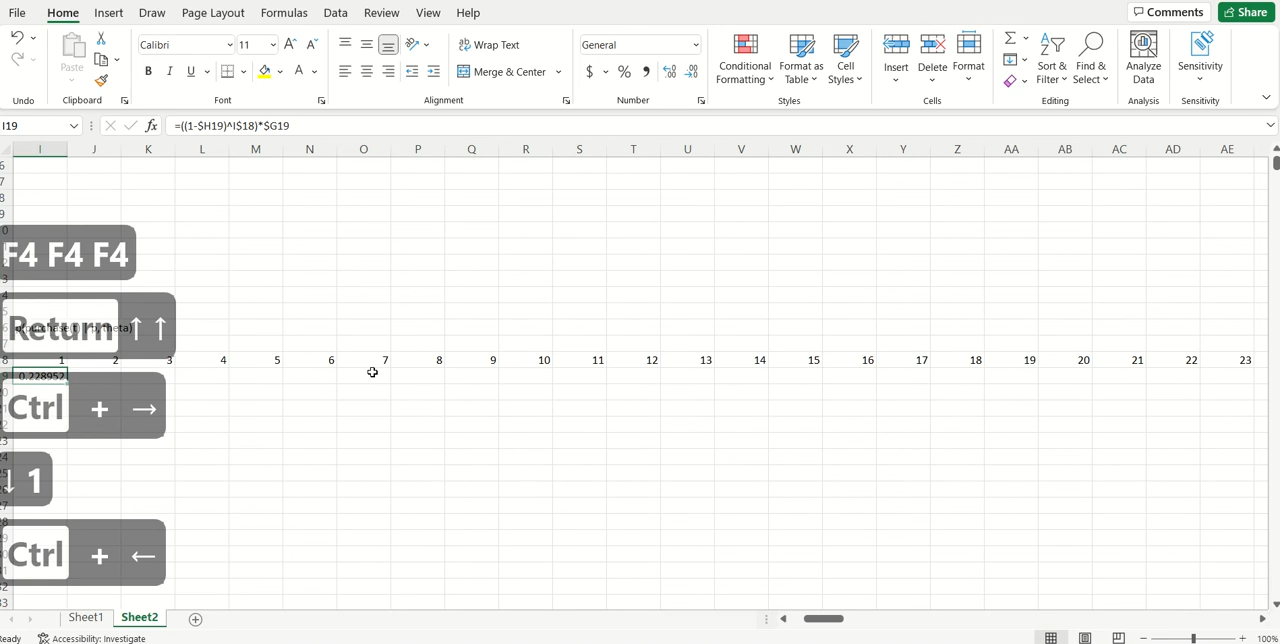 File Home Insert Draw Page Layout Formulas Data Review View Help Comments Share
Calibri 11 A A Wrap Text General
Paste B I U A Merge & Center $ % Conditional Formatting Format as Table Cell Styles Insert Delete Format Sort & Filter Find & Select Analyze Data Sensitivity
Undo Clipboard Font Alignment Number Styles Cells Editing Analysis Sensitivity
I19 fx =((1-$H19)^I$18)*$G19
I J K L M N O P Q R S T U V W X Y Z AA AB AC AD AE
F4 F4 F4
Return ↑ ↑
purchase(t) | p, theta)
1 2 3 4 5 6 7 8 9 10 11 12 13 14 15 16 17 18 19 20 21 22 23
0.228952
Ctrl + →
↓ 1
Ctrl + ←
Sheet1 Sheet2
Accessibility: Investigate 100%